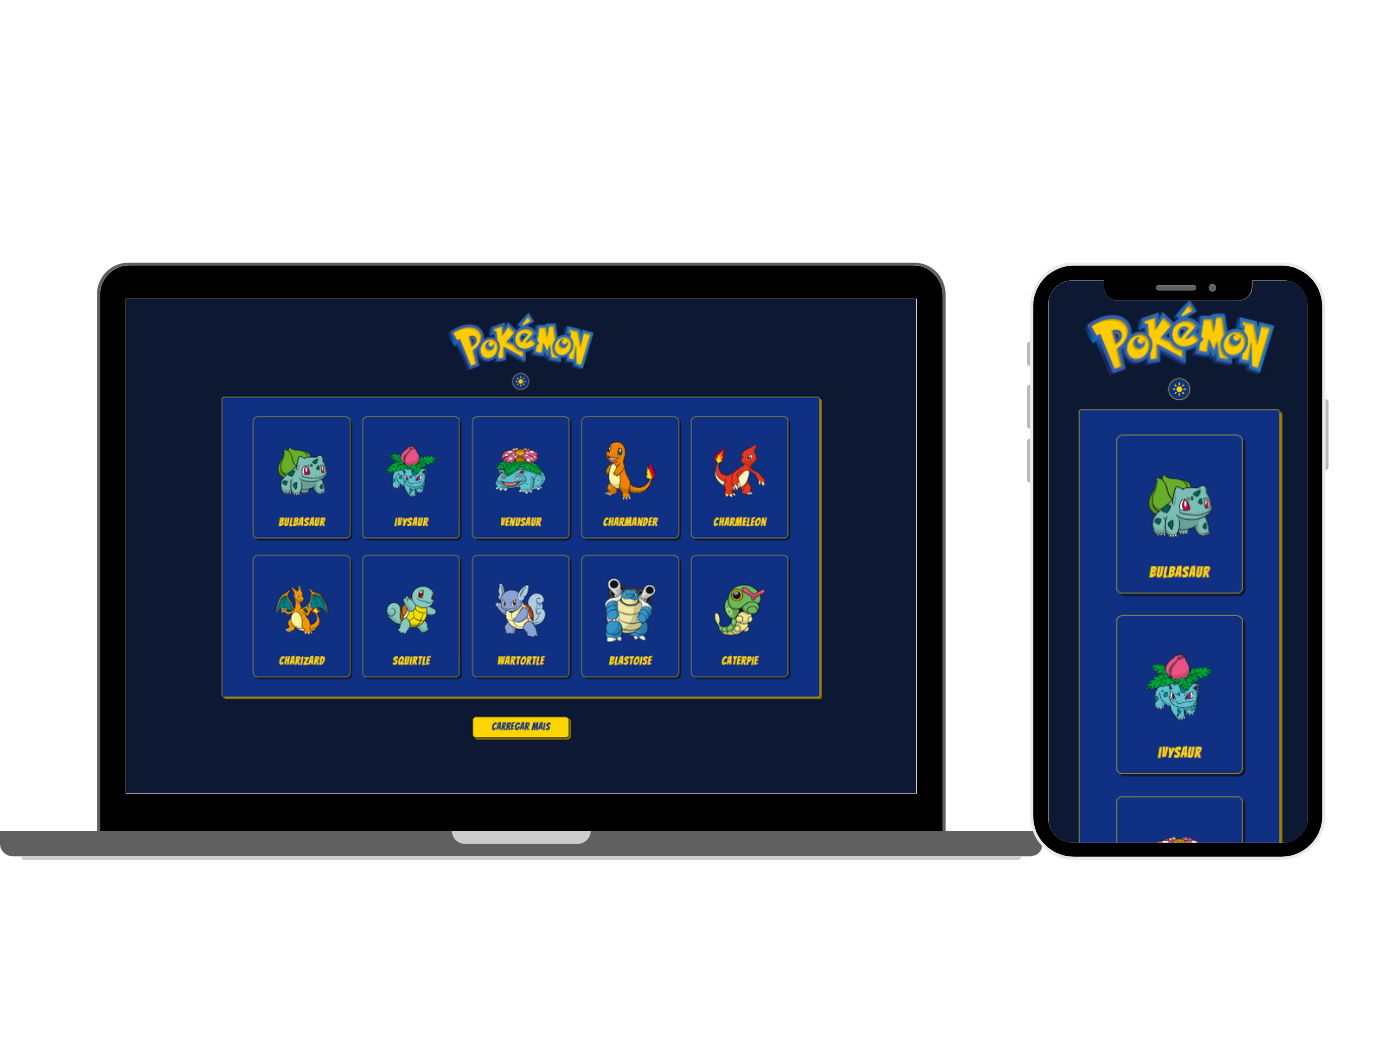 Pokémon
BULBASAUR
IVYSAUR
VENUSAUR
CHARMANDER
CHARMELEON
CHARIZARD
SQUIRTLE
WARTORTLE
BLASTOISE
CATERPIE
CARREGAR MAIS
Pokémon
BULBASAUR
IVYSAUR